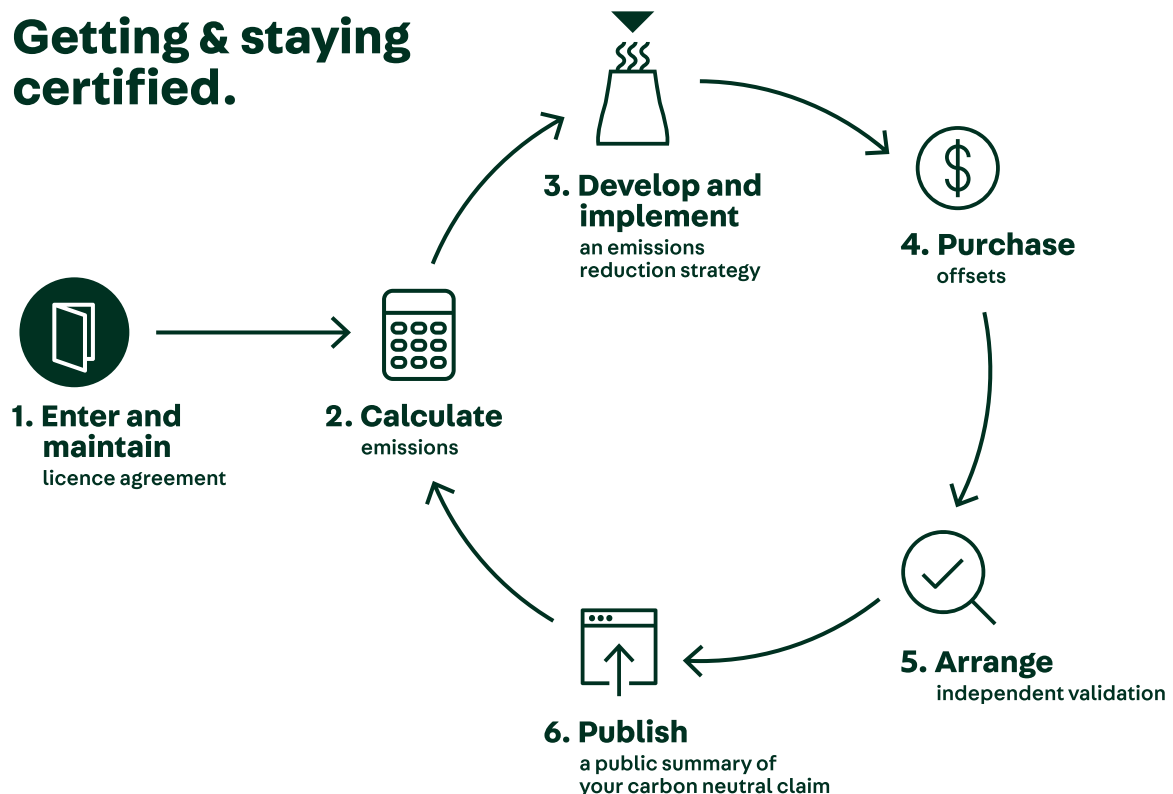 Getting & staying
certified.
1. Enter and
maintain
licence agreement
2. Calculate
emissions
3. Develop and
implement
an emissions
reduction strategy
4. Purchase
offsets
5. Arrange
independent validation
6. Publish
a public summary of
your carbon neutral claim